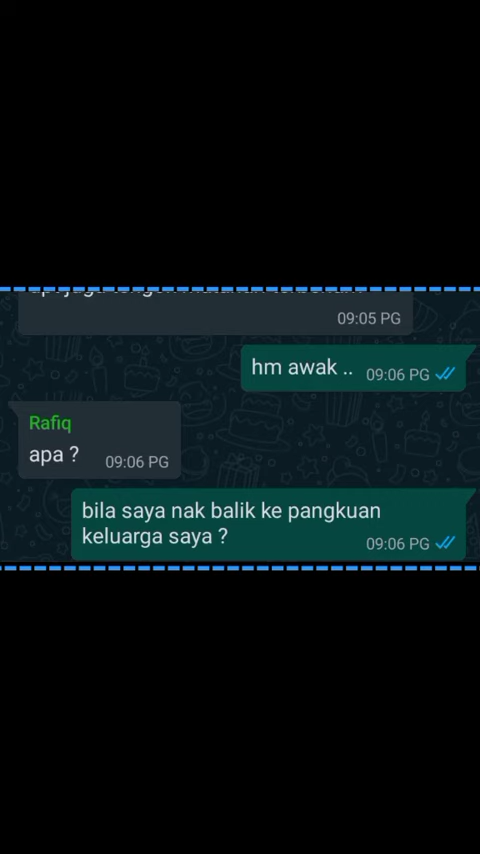 09:05 PG
hm awak ..
09:06 PG
Rafiq
apa ?
09:06 PG
bila saya nak balik ke pangkuan
keluarga saya ?
09:06 PG